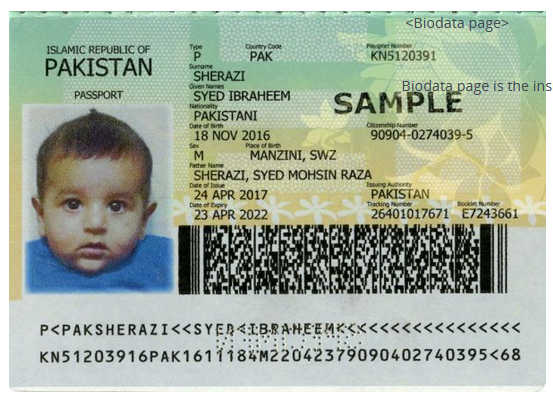 <Biodata page>
ISLAMIC REPUBLIC OF
PAKISTAN
PASSPORT
Type Country Code Passport Number
P PAK KN5120391
Surname
SHERAZI
Given Names
SYED IBRAHEEM
Biodata page is the ins
SAMPLE
Nationality
PAKISTANI
Date of Birth Citizenship Number
18 NOV 2016 90904-0274039-5
Sex Place of Birth
M MANZINI, SWZ
Father Name
SHERAZI, SYED MOHSIN RAZA
Date of Issue Issuing Authority
24 APR 2017 PAKISTAN
Date of Expiry Tracking Number Booklet Number
23 APR 2022 26401017671 E7243661
P<PAKSHERAZI<<SYED<IBRAHEEM<<<<<<<<<<<<<<<<<
KN51203916PAK1611184M22042379090402740395<68